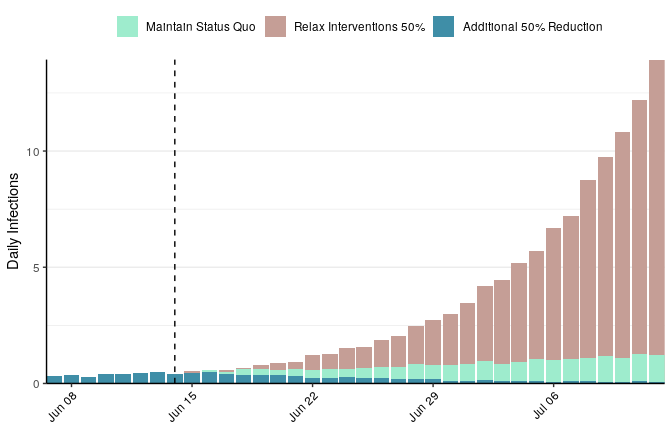 Maintain Status Quo Relax Interventions 50% Additional 50% Reduction
Daily Infections
10
5
0
Jun 08 Jun 15 Jun 22 Jun 29 Jul 06